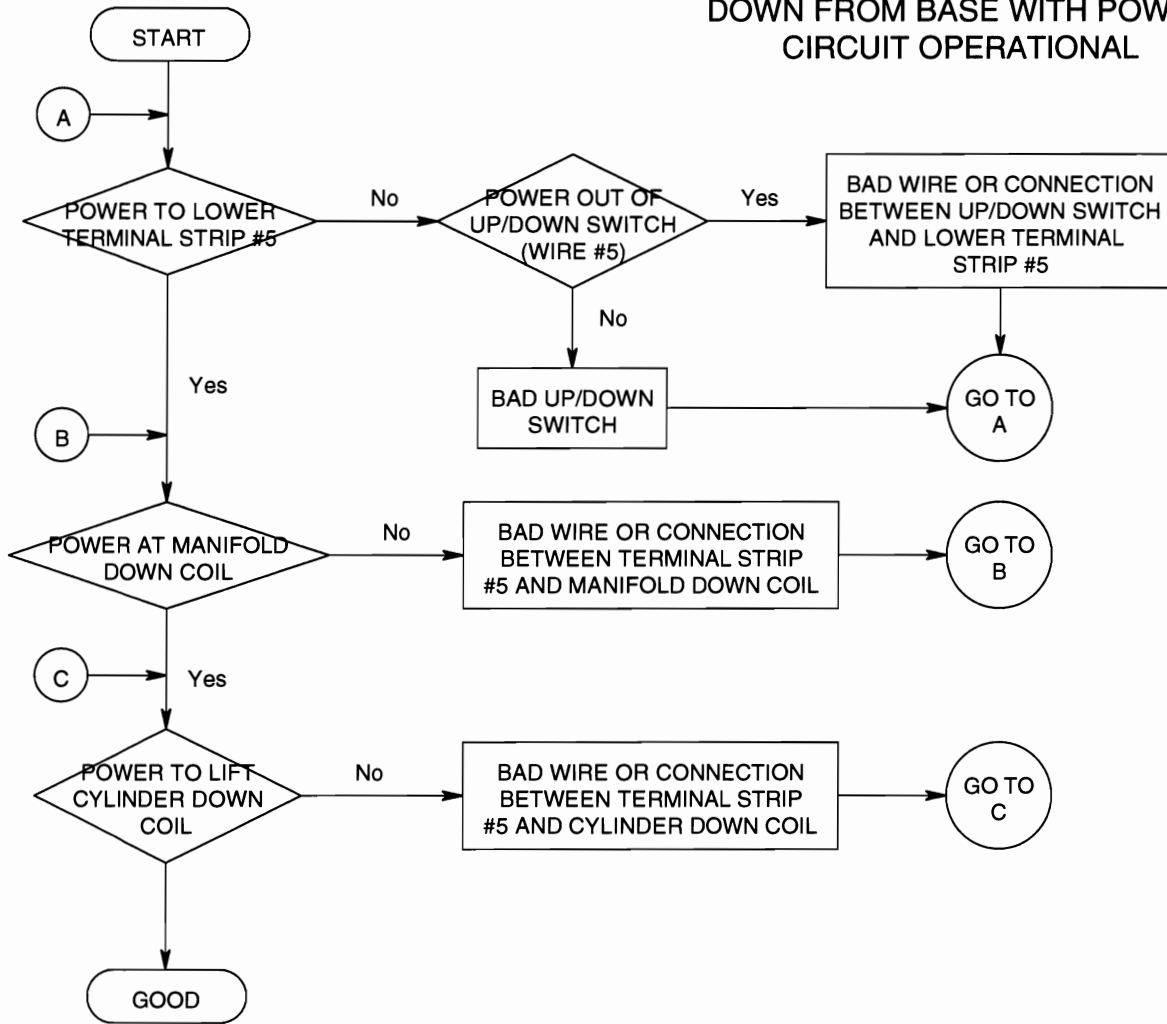 DOWN FROM BASE WITH POW
CIRCUIT OPERATIONAL
START
A
POWER TO LOWER
TERMINAL STRIP #5
No
POWER OUT OF
UP/DOWN SWITCH
(WIRE #5)
Yes
BAD WIRE OR CONNECTION
BETWEEN UP/DOWN SWITCH
AND LOWER TERMINAL
STRIP #5
No
Yes
BAD UP/DOWN
SWITCH
GO TO
A
B
POWER AT MANIFOLD
DOWN COIL
No
BAD WIRE OR CONNECTION
BETWEEN TERMINAL STRIP
#5 AND MANIFOLD DOWN COIL
GO TO
B
C
Yes
POWER TO LIFT
CYLINDER DOWN
COIL
No
BAD WIRE OR CONNECTION
BETWEEN TERMINAL STRIP
#5 AND CYLINDER DOWN COIL
GO TO
C
GOOD